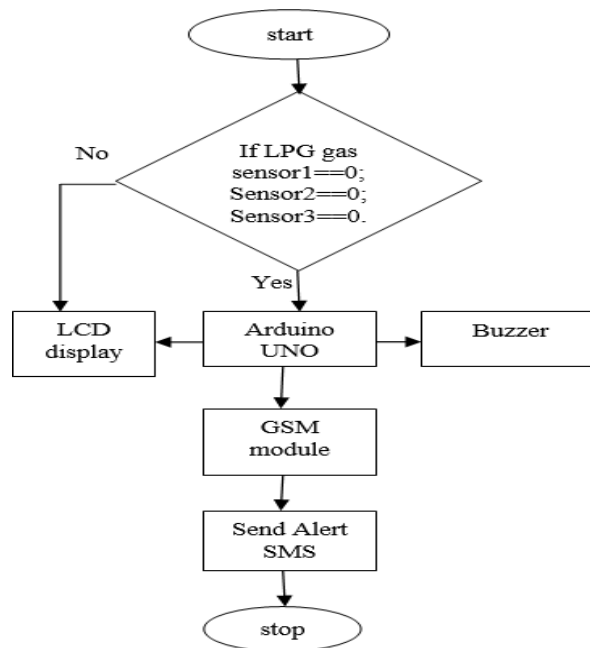 start
No
If LPG gas
sensor1==0;
Sensor2==0;
Sensor3==0.
Yes
LCD
display
Arduino
UNO
Buzzer
GSM
module
Send Alert
SMS
stop